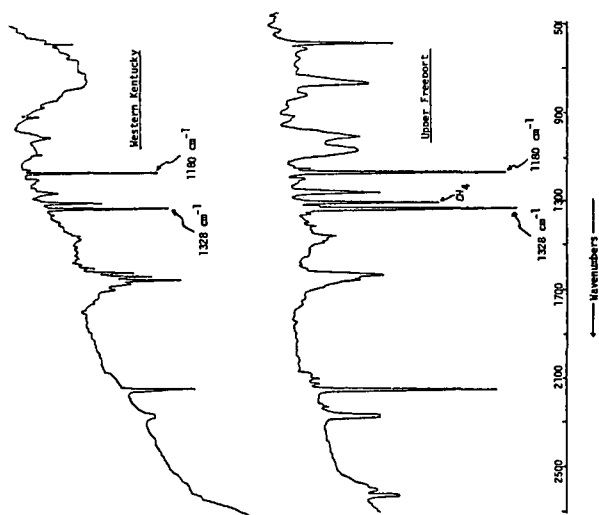 Western Kentucky
1328 cm⁻¹
1180 cm⁻¹
Upper Freeport
CH₄
1328 cm⁻¹
1180 cm⁻¹
2500 2100 1700 1300 900 501
Wavenumbers